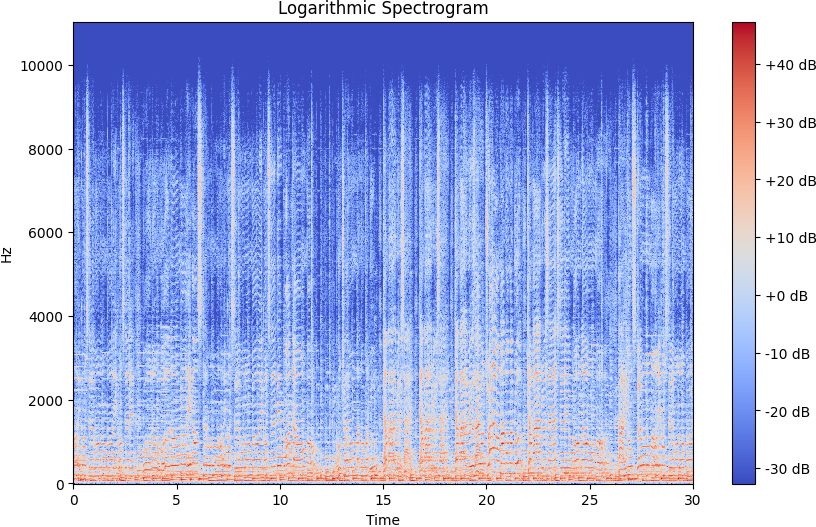 Logarithmic Spectrogram
Hz
10000
8000
6000
4000
2000
0
0 5 10 15 20 25 30
Time
+40 dB
+30 dB
+20 dB
+10 dB
+0 dB
-10 dB
-20 dB
-30 dB